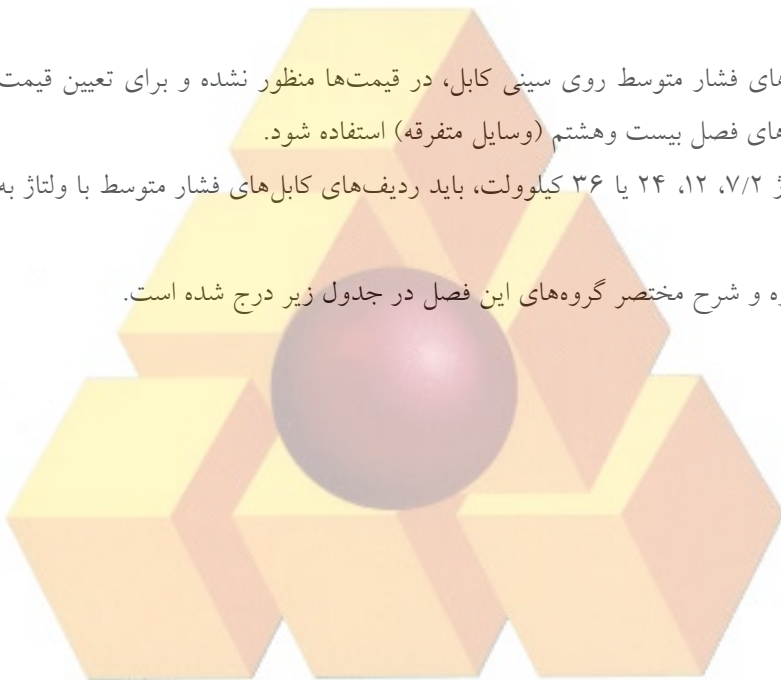 های فشار متوسط روی سینی کابل، در قیمت‌ها منظور نشده و برای تعیین قیمت
های فصل بیست وهشتم (وسایل متفرقه) استفاده شود.
ژ ۷/۲، ۱۲، ۲۴ یا ۳۶ کیلوولت، باید ردیف‌های کابل‌های فشار متوسط با ولتاژ به
ه و شرح مختصر گروه‌های این فصل در جدول زیر درج شده است.